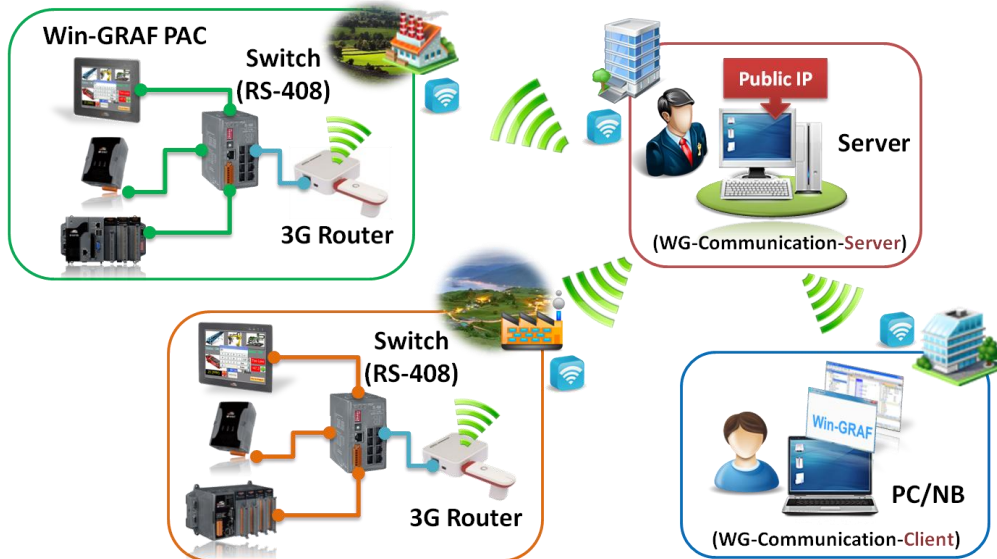 Win-GRAF PAC
Switch
(RS-408)
3G Router
Public IP
Server
(WG-Communication-Server)
Switch
(RS-408)
3G Router
Win-GRAF
PC/NB
(WG-Communication-Client)